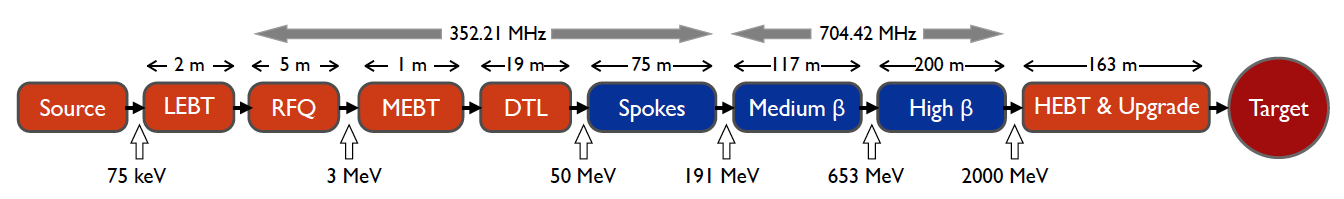 352.21 MHz 704.42 MHz
2 m 5 m 1 m 19 m 75 m 117 m 200 m 163 m
Source LEBT RFQ MEBT DTL Spokes Medium β High β HEBT & Upgrade Target
75 keV 3 MeV 50 MeV 191 MeV 653 MeV 2000 MeV